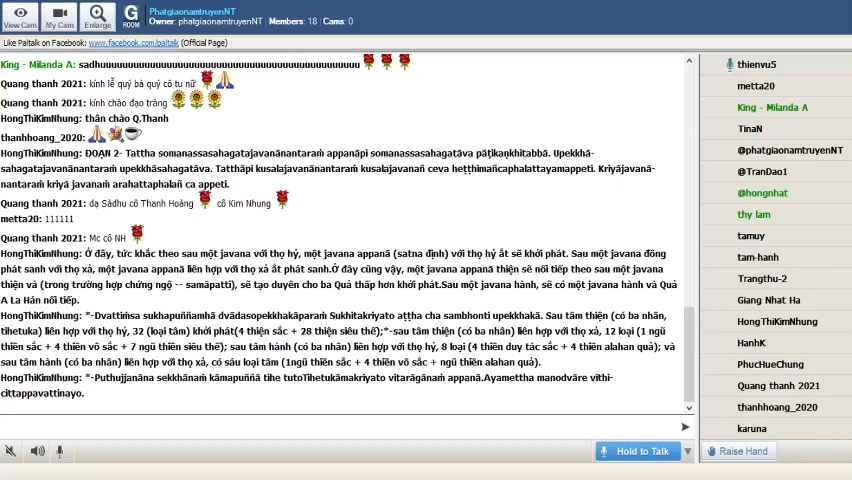 View Cam
My Cam
Enlarge
G
ROOM
PhatgiaonamtruyenNT
Owner: phatgiaonamtruyenNT | Members: 18 | Cams: 0
Like Paltalk on Facebook: www.facebook.com/paltalk (Official Page)
King - Milanda A: sadhuuuuuuuuuuuuuuuuuuuuuuuuuuuuuuuuuuuuuuuuuuu
Quang thanh 2021: kính lễ quý bà quý cô tu nữ
Quang thanh 2021: kính chào đạo tràng
HongThiKimNhung: thân chào Q.Thanh
thanhhoang_2020:
HongThiKimNhung: ĐOẠN 2- Tattha somanassasahagatajavanānantaraṁ appanāpi somanassasahagatāva pāṭikaṇkhitabbā. Upekkhā-
sahagatajavanānantaraṁ upekkhāsahagatāva. Tatthāpi kusalajavanānantaraṁ kusalajavanañ ceva heṭṭhimañcaphalattayamappeti. Kriyājavanā-
nantaraṁ kriyā javanaṁ arahattaphalañ ca appeti.
Quang thanh 2021: dạ Sàdhu cô Thanh Hoàng cô Kim Nhung
metta20: 111111
Quang thanh 2021: Mc cô NH
HongThiKimNhung: Ở đây, tức khắc theo sau một javana với thọ hỷ, một javana appanā (satna định) với thọ hỷ ắt sẽ khởi phát. Sau một javana đồng
phát sanh với thọ xả, một javana appanā liên hợp với thọ xả ắt phát sanh.Ở đây cũng vậy, một javana appanā thiện sẽ nối tiếp theo sau một javana
thiện và (trong trường hợp chứng ngộ -- samāpatti), sẽ tạo duyên cho ba Quả thấp hơn khởi phát.Sau một javana hành, sẽ có một javana hành và Quả
A La Hán nối tiếp.
HongThiKimNhung: *-Dvattiṁsa sukhapuññamhā dvādasopekkhakāparaṁ Sukhitakriyato aṭṭha cha sambhonti upekkhakā. Sau tâm thiện (có ba nhân,
tihetuka) liên hợp với thọ hỷ, 32 (loại tâm) khởi phát(4 thiện sắc + 28 thiện siêu thế);*-sau tâm thiện (có ba nhân) liên hợp với thọ xả, 12 loại (1 ngũ
thiền sắc + 4 thiền vô sắc + 7 ngũ thiền siêu thế); sau tâm hành (có ba nhân) liên hợp với thọ hỷ, 8 loại (4 thiền duy tác sắc + 4 thiền alahan quả); và
sau tâm hành (có ba nhân) liên hợp với thọ xả, có sáu loại tâm (1ngũ thiền sắc + 4 thiền vô sắc + ngũ thiền alahan quả).
HongThiKimNhung: *-Puthujjanāna sekkhānaṁ kāmapuññā tihe tutoTihetukāmakriyato vitarāgānaṁ appanā.Ayamettha manodvāre vithi-
cittappavattinayo.
Hold to Talk
thienvu5
metta20
King - Milanda A
TinaN
@phatgiaonamtruyenNT
@TranDao1
@hongnhat
thy lam
tamuy
tam-hanh
Trangthu-2
Giang Nhat Ha
HongThiKimNhung
HanhK
PhucHueChung
Quang thanh 2021
thanhhoang_2020
karuna
Raise Hand